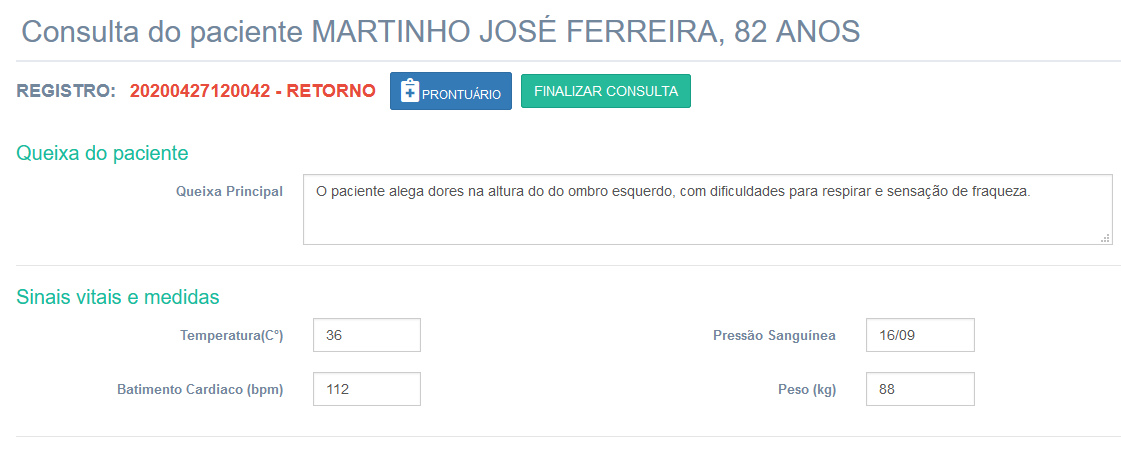 Consulta do paciente MARTINHO JOSÉ FERREIRA, 82 ANOS
REGISTRO: 20200427120042 - RETORNO PRONTUÁRIO FINALIZAR CONSULTA
Queixa do paciente
Queixa Principal O paciente alega dores na altura do do ombro esquerdo, com dificuldades para respirar e sensação de fraqueza.
Sinais vitais e medidas
Temperatura(C°) 36 Pressão Sanguínea 16/09
Batimento Cardiaco (bpm) 112 Peso (kg) 88